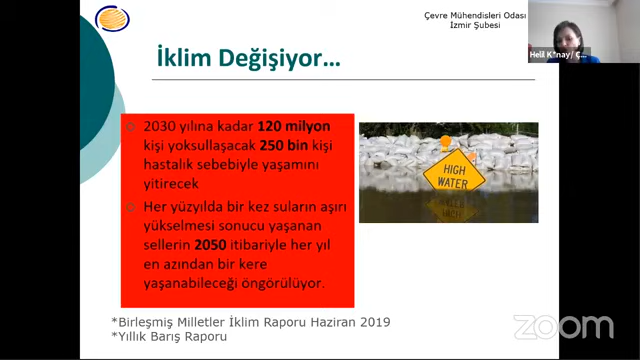 Çevre Mühendisleri Odası
İzmir Şubesi
Helil K*nay/ Ç...
İklim Değişiyor...
2030 yılına kadar 120 milyon
kişi yoksullaşacak 250 bin kişi
hastalık sebebiyle yaşamını
yitirecek
Her yüzyılda bir kez suların aşırı
yükselmesi sonucu yaşanan
sellerin 2050 itibariyle her yıl
en azından bir kere
yaşanabileceği öngörülüyor.
HIGH
WATER
*Birleşmiş Milletler İklim Raporu Haziran 2019
*Yıllık Barış Raporu
zoom